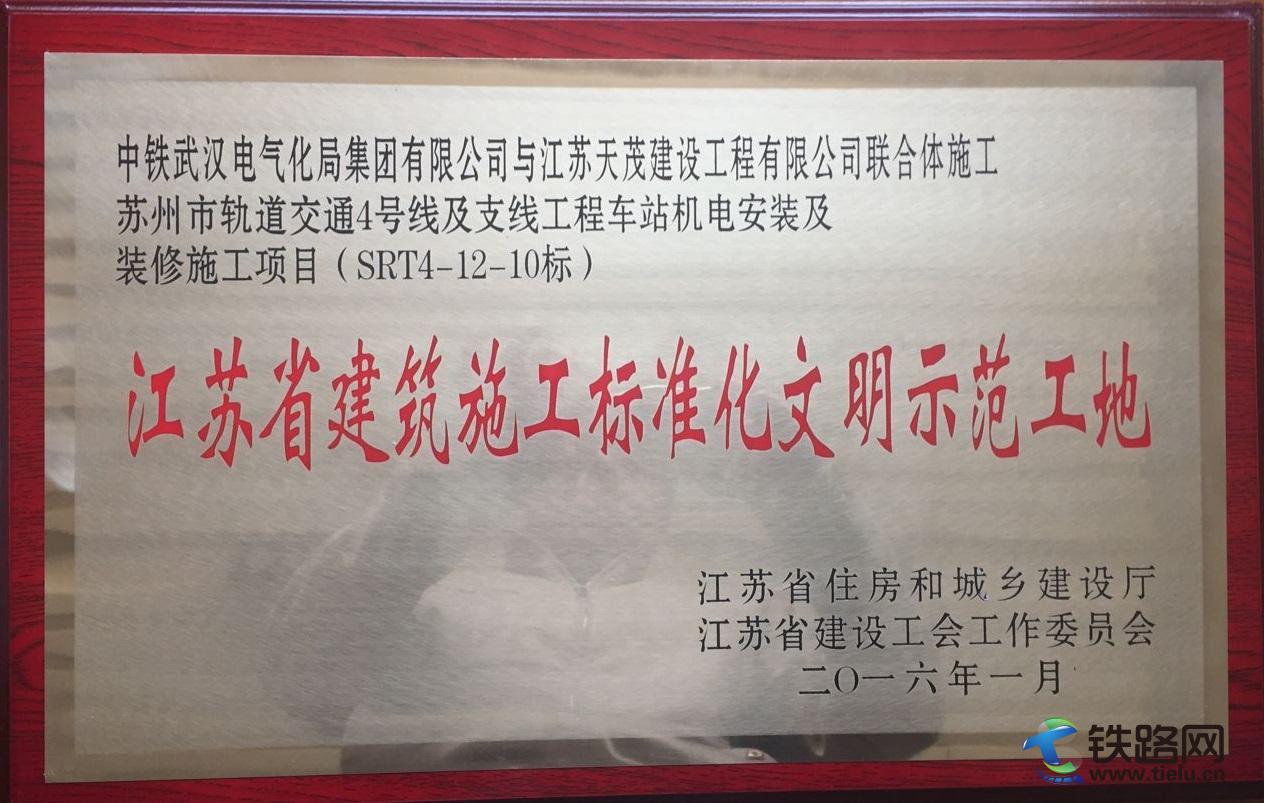 中铁武汉电气化局集团有限公司与江苏天茂建设工程有限公司联合体施工
苏州市轨道交通4号线及支线工程车站机电安装及
装修施工项目（SRT4-12-10标）
江苏省建筑施工标准化文明示范工地
江苏省住房和城乡建设厅
江苏省建设工会工作委员会
二〇一六年一月
铁路网
www.tielu.cn